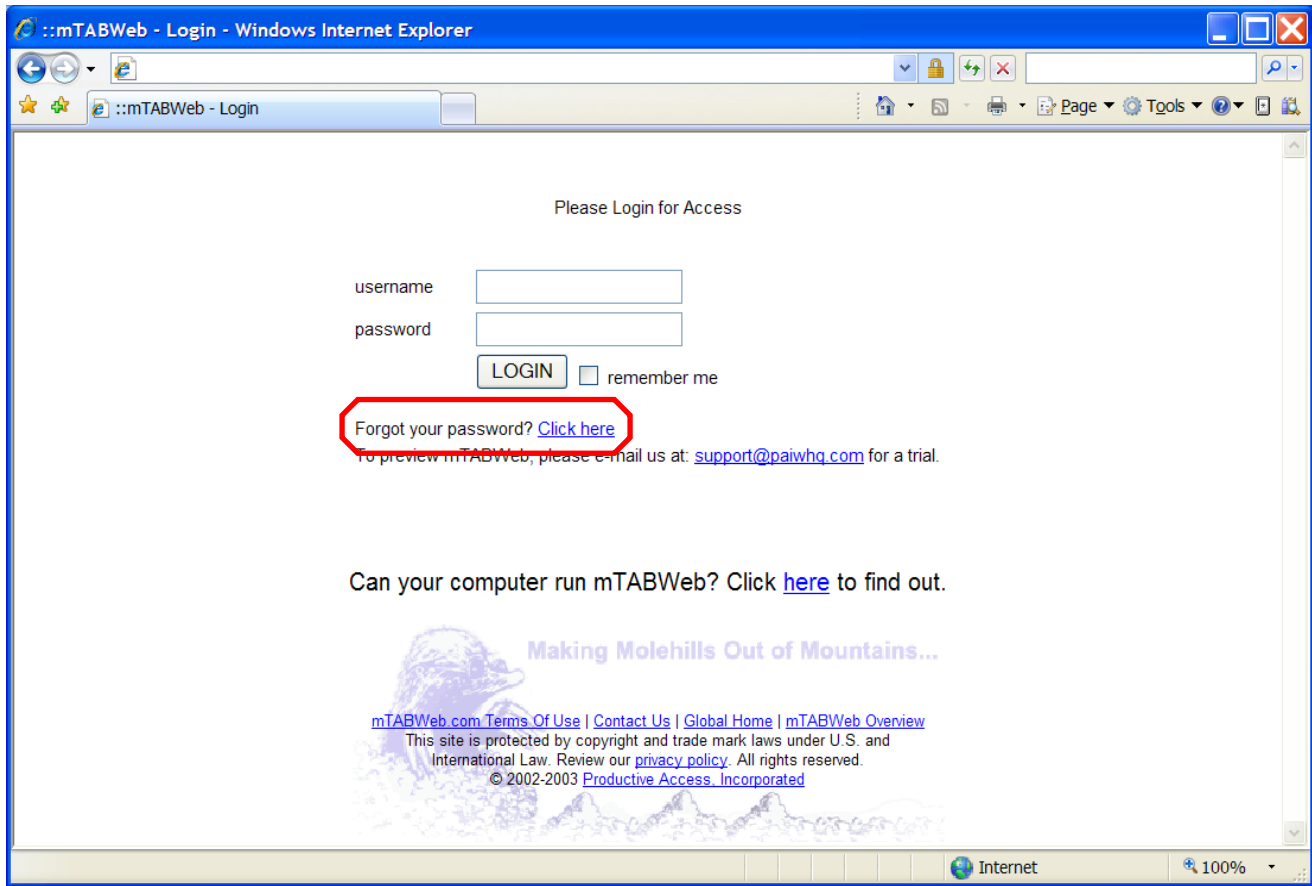 ::mTABWeb - Login - Windows Internet Explorer
::mTABWeb - Login
Page Tools
Please Login for Access
username
password
LOGIN remember me
Forgot your password? Click here
To preview mTABWeb, please e-mail us at: support@paiwhq.com for a trial.
Can your computer run mTABWeb? Click here to find out.
Making Molehills Out of Mountains...
mTABWeb.com Terms Of Use | Contact Us | Global Home | mTABWeb Overview
This site is protected by copyright and trade mark laws under U.S. and
International Law. Review our privacy policy. All rights reserved.
© 2002-2003 Productive Access, Incorporated
Internet 100%